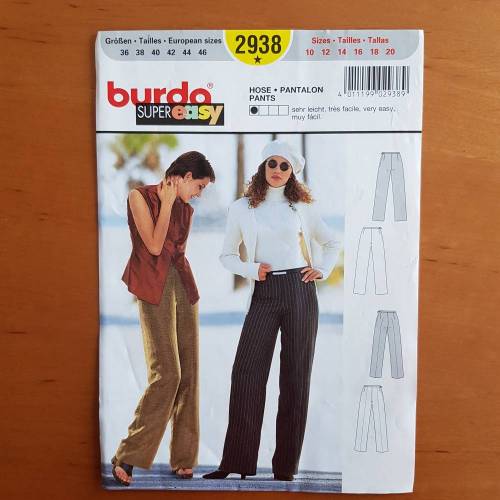 Größen • Tailles • European sizes
36 38 40 42 44 46
2938
Sizes • Tailles • Tallas
10 12 14 16 18 20
burda®
SUPER easy
HOSE • PANTALON
PANTS
sehr leicht, très facile, very easy,
muy fácil.
4 011199 029389